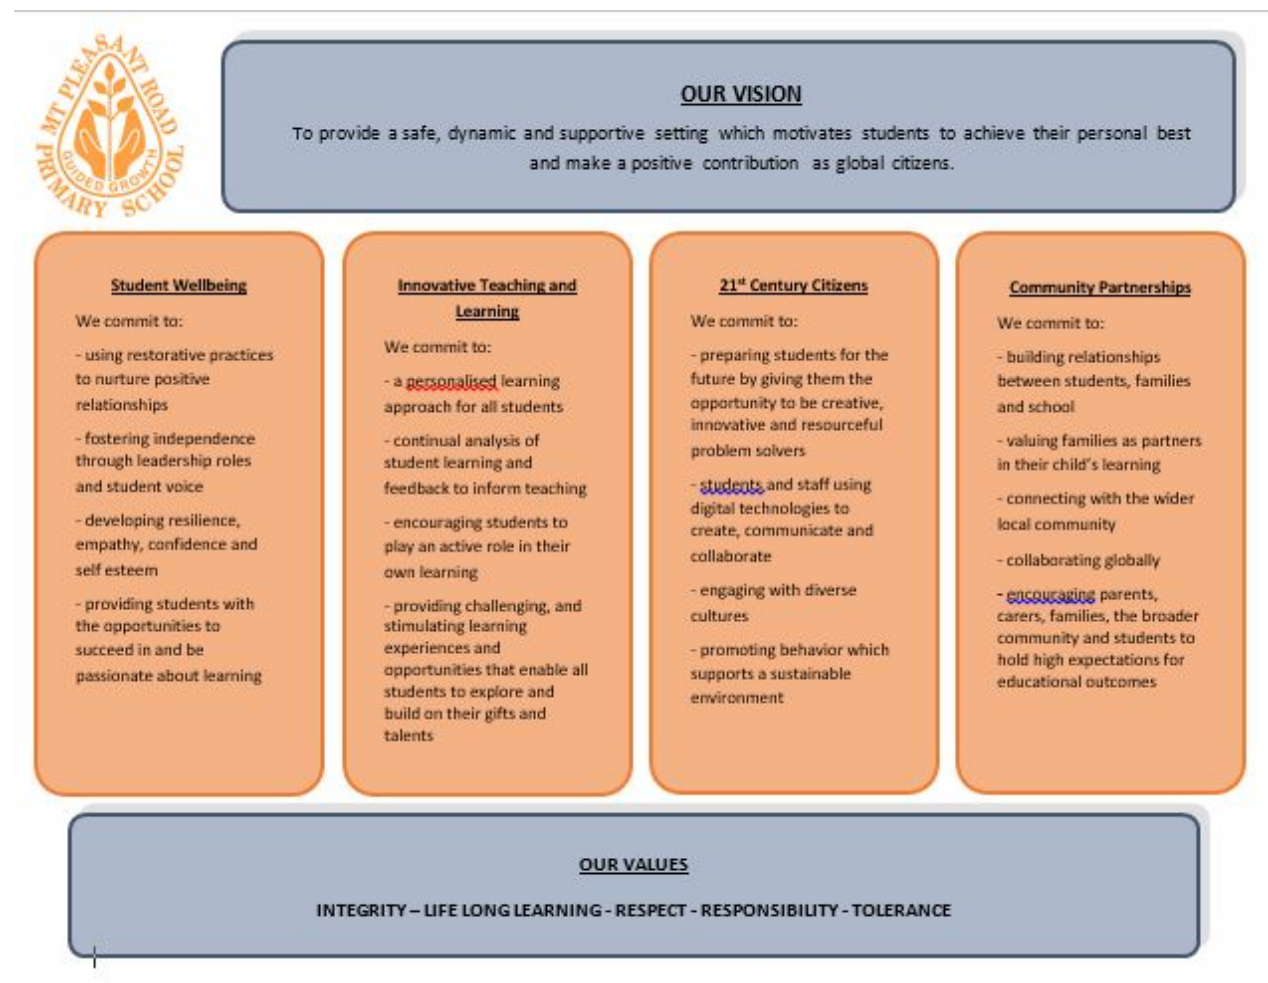 MT PLEASANT ROAD
PRIMARY SCHOOL
GUIDED GROWTH
OUR VISION
To provide a safe, dynamic and supportive setting which motivates students to achieve their personal best
and make a positive contribution as global citizens.
Student Wellbeing
We commit to:
- using restorative practices
to nurture positive
relationships
- fostering independence
through leadership roles
and student voice
- developing resilience,
empathy, confidence and
self esteem
- providing students with
the opportunities to
succeed in and be
passionate about learning
Innovative Teaching and
Learning
We commit to:
- a personalised learning
approach for all students
- continual analysis of
student learning and
feedback to inform teaching
- encouraging students to
play an active role in their
own learning
- providing challenging, and
stimulating learning
experiences and
opportunities that enable all
students to explore and
build on their gifts and
talents
21st Century Citizens
We commit to:
- preparing students for the
future by giving them the
opportunity to be creative,
innovative and resourceful
problem solvers
- students and staff using
digital technologies to
create, communicate and
collaborate
- engaging with diverse
cultures
- promoting behavior which
supports a sustainable
environment
Community Partnerships
We commit to:
- building relationships
between students, families
and school
- valuing families as partners
in their child's learning
- connecting with the wider
local community
- collaborating globally
- encouraging parents,
carers, families, the broader
community and students to
hold high expectations for
educational outcomes
OUR VALUES
INTEGRITY – LIFE LONG LEARNING - RESPECT - RESPONSIBILITY - TOLERANCE